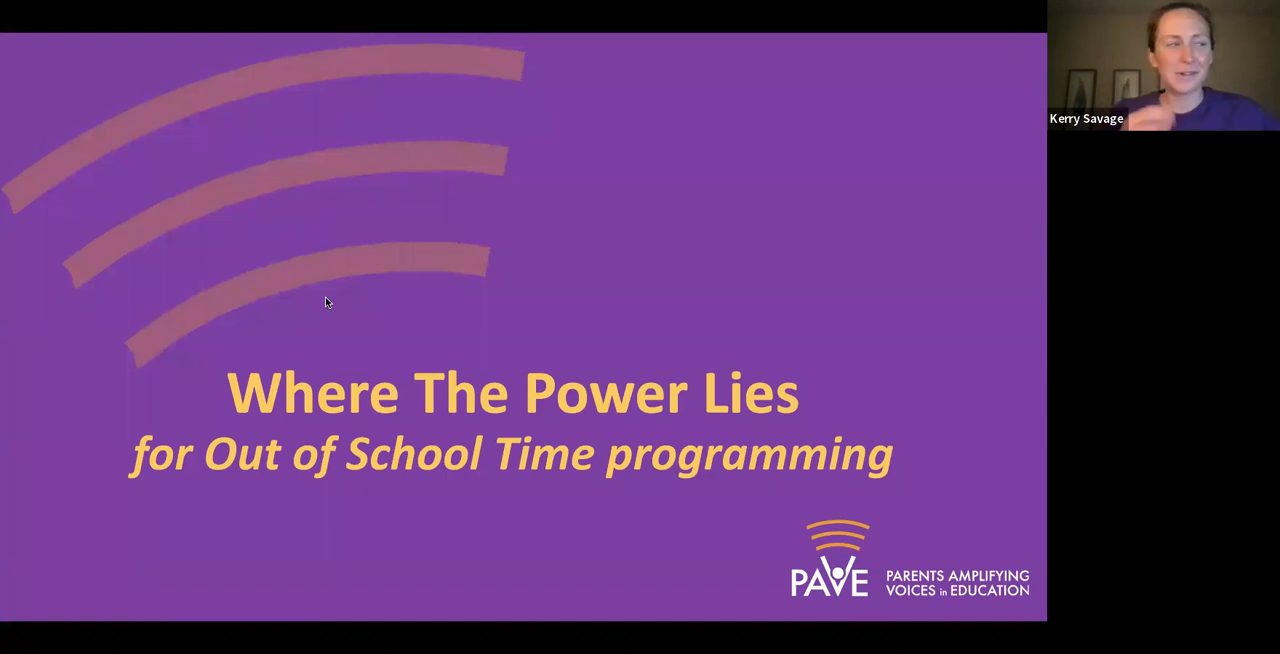 Kerry Savage
Where The Power Lies
for Out of School Time programming
PAVE
PARENTS AMPLIFYING
VOICES in EDUCATION